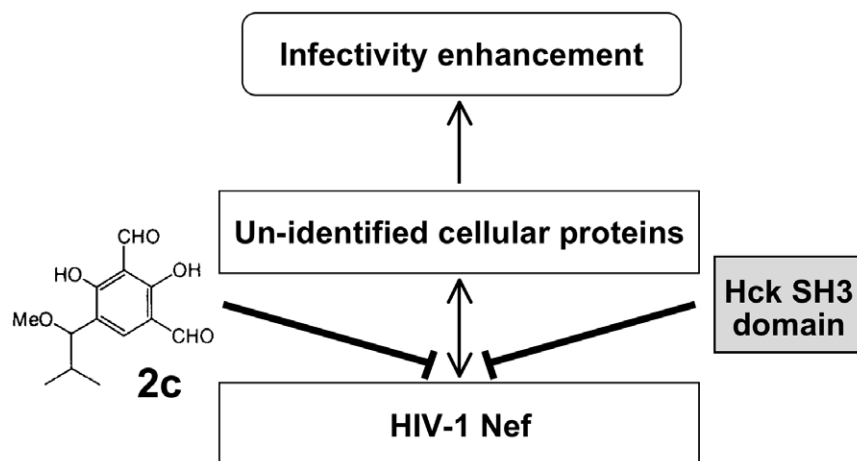 Infectivity enhancement
Un-identified cellular proteins
CHO
HO
OH
MeO
CHO
2c
Hck SH3
domain
HIV-1 Nef